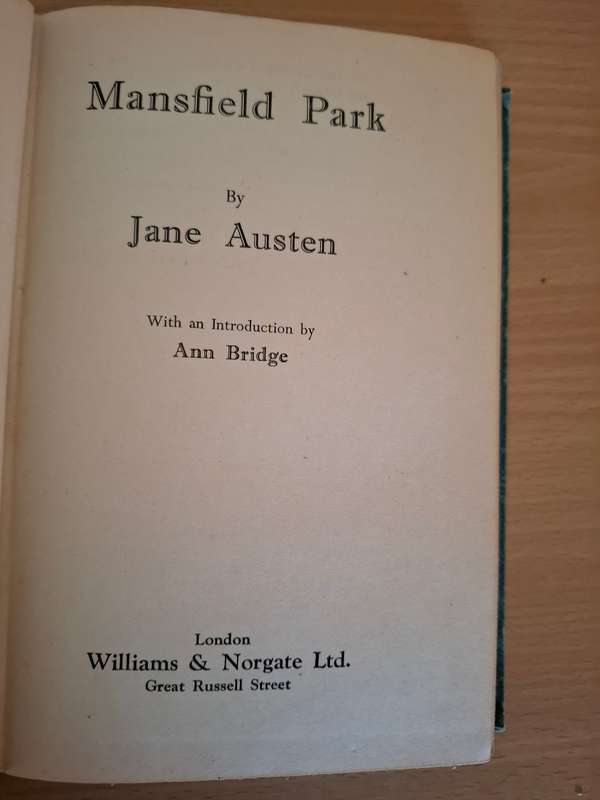 Mansfield Park
By
Jane Austen
With an Introduction by
Ann Bridge
London
Williams & Norgate Ltd.
Great Russell Street